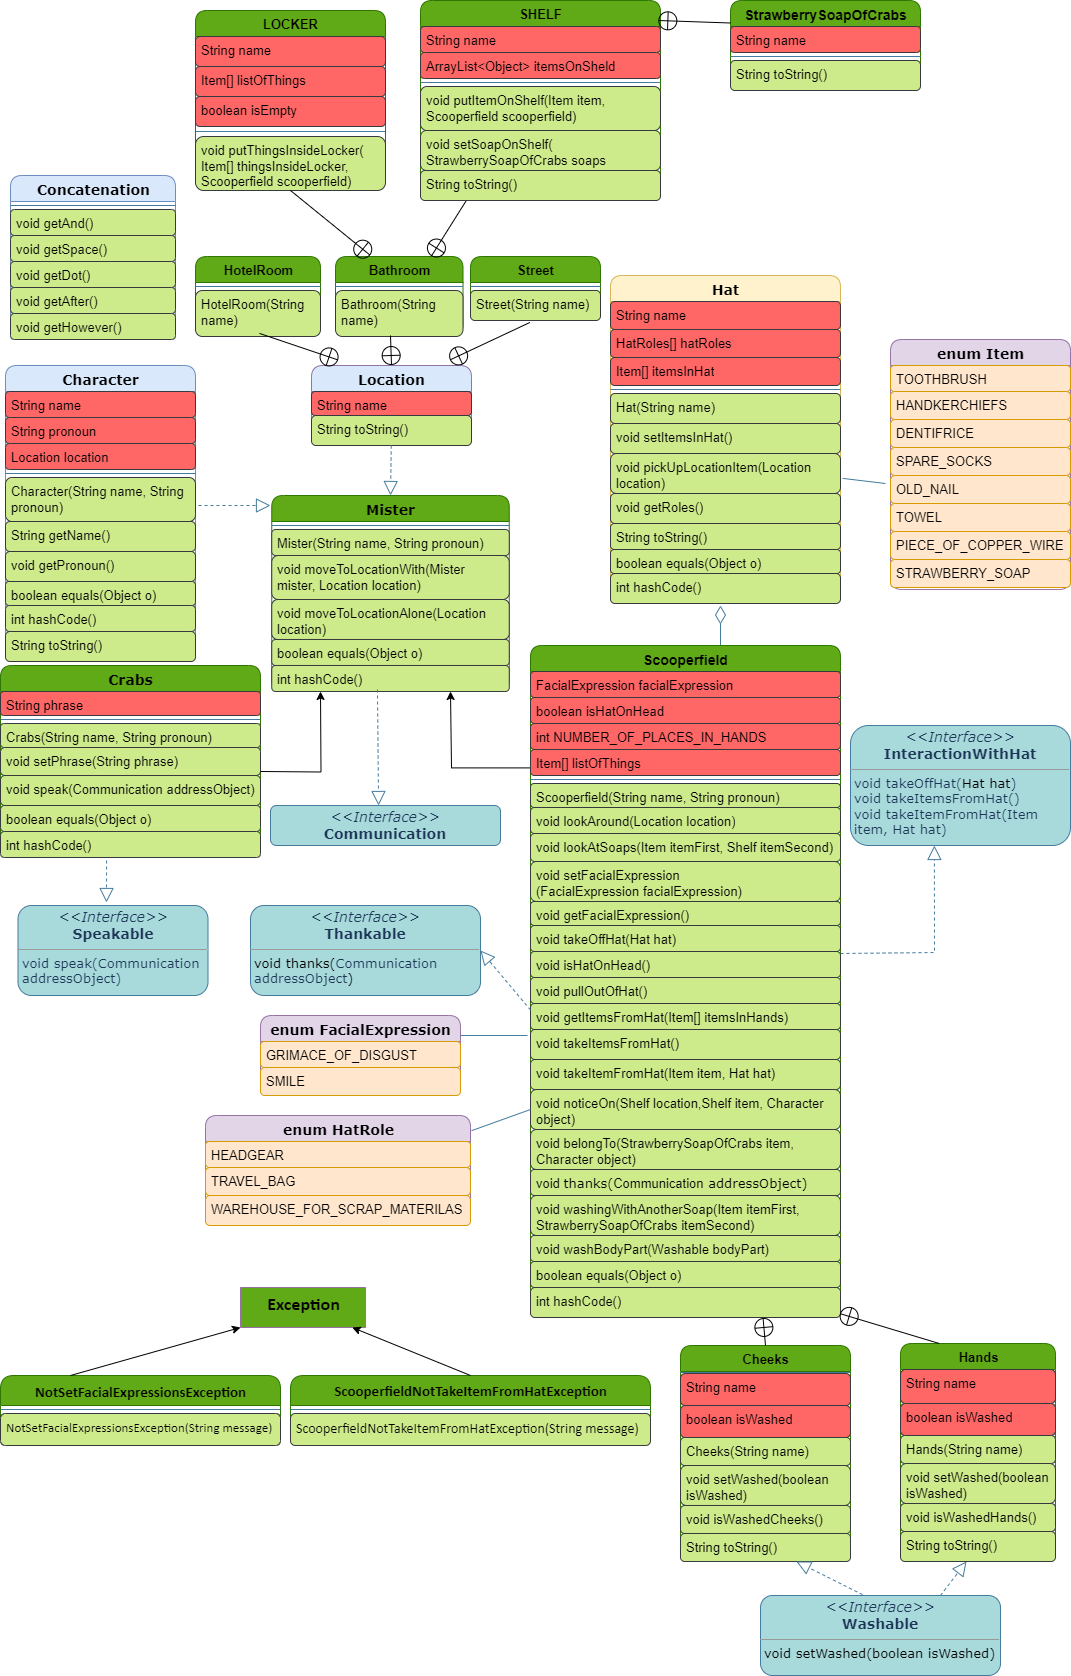 LOCKER
String name
Item[] listOfThings
boolean isEmpty
void putThingsInsideLocker(
Item[] thingsInsideLocker,
Scooperfield scooperfield)
SHELF
String name
ArrayList<Object> itemsOnSheld
void putItemOnShelf(Item item,
Scooperfield scooperfield)
void setSoapOnShelf(
StrawberrySoapOfCrabs soaps
String toString()
StrawberrySoapOfCrabs
String name
String toString()
Concatenation
void getAnd()
void getSpace()
void getDot()
void getAfter()
void getHowever()
HotelRoom
HotelRoom(String
name)
Bathroom
Bathroom(String
name)
Street
Street(String name)
Hat
String name
HatRoles[] hatRoles
Item[] itemsInHat
Hat(String name)
void setItemsInHat()
void pickUpLocationItem(Location
location)
void getRoles()
String toString()
boolean equals(Object o)
int hashCode()
enum Item
TOOTHBRUSH
HANDKERCHIEFS
DENTIFRICE
SPARE_SOCKS
OLD_NAIL
TOWEL
PIECE_OF_COPPER_WIRE
STRAWBERRY_SOAP
Character
String name
String pronoun
Location location
Character(String name, String
pronoun)
String getName()
void getPronoun()
boolean equals(Object o)
int hashCode()
String toString()
Location
String name
String toString()
Mister
Mister(String name, String pronoun)
void moveToLocationWith(Mister
mister, Location location)
void moveToLocationAlone(Location
location)
boolean equals(Object o)
int hashCode()
Crabs
String phrase
Crabs(String name, String pronoun)
void setPhrase(String phrase)
void speak(Communication addressObject)
boolean equals(Object o)
int hashCode()
<<Interface>>
Communication
Scooperfield
FacialExpression facialExpression
boolean isHatOnHead
int NUMBER_OF_PLACES_IN_HANDS
Item[] listOfThings
Scooperfield(String name, String pronoun)
void lookAround(Location location)
void lookAtSoaps(Item itemFirst, Shelf itemSecond)
void setFacialExpression
(FacialExpression facialExpression)
void getFacialExpression()
void takeOffHat(Hat hat)
void isHatOnHead()
void pullOutOfHat()
void getItemsFromHat(Item[] itemsInHands)
void takeItemsFromHat()
void takeItemFromHat(Item item, Hat hat)
void noticeOn(Shelf location,Shelf item, Character
object)
void belongTo(StrawberrySoapOfCrabs item,
Character object)
void thanks(Communication addressObject)
void washingWithAnotherSoap(Item itemFirst,
StrawberrySoapOfCrabs itemSecond)
void washBodyPart(Washable bodyPart)
boolean equals(Object o)
int hashCode()
<<Interface>>
InteractionWithHat
void takeOffHat(Hat hat)
void takeItemsFromHat()
void takeItemFromHat(Item
item, Hat hat)
<<Interface>>
Speakable
void speak(Communication
addressObject)
<<Interface>>
Thankable
void thanks(Communication
addressObject)
enum FacialExpression
GRIMACE_OF_DISGUST
SMILE
enum HatRole
HEADGEAR
TRAVEL_BAG
WAREHOUSE_FOR_SCRAP_MATERILAS
Exception
NotSetFacialExpressionsException
NotSetFacialExpressionsException(String message)
ScooperfieldNotTakeItemFromHatException
ScooperfieldNotTakeItemFromHatException(String message)
Cheeks
String name
boolean isWashed
Cheeks(String name)
void setWashed(boolean
isWashed)
void isWashedCheeks()
String toString()
Hands
String name
boolean isWashed
Hands(String name)
void setWashed(boolean
isWashed)
void isWashedHands()
String toString()
<<Interface>>
Washable
void setWashed(boolean isWashed)